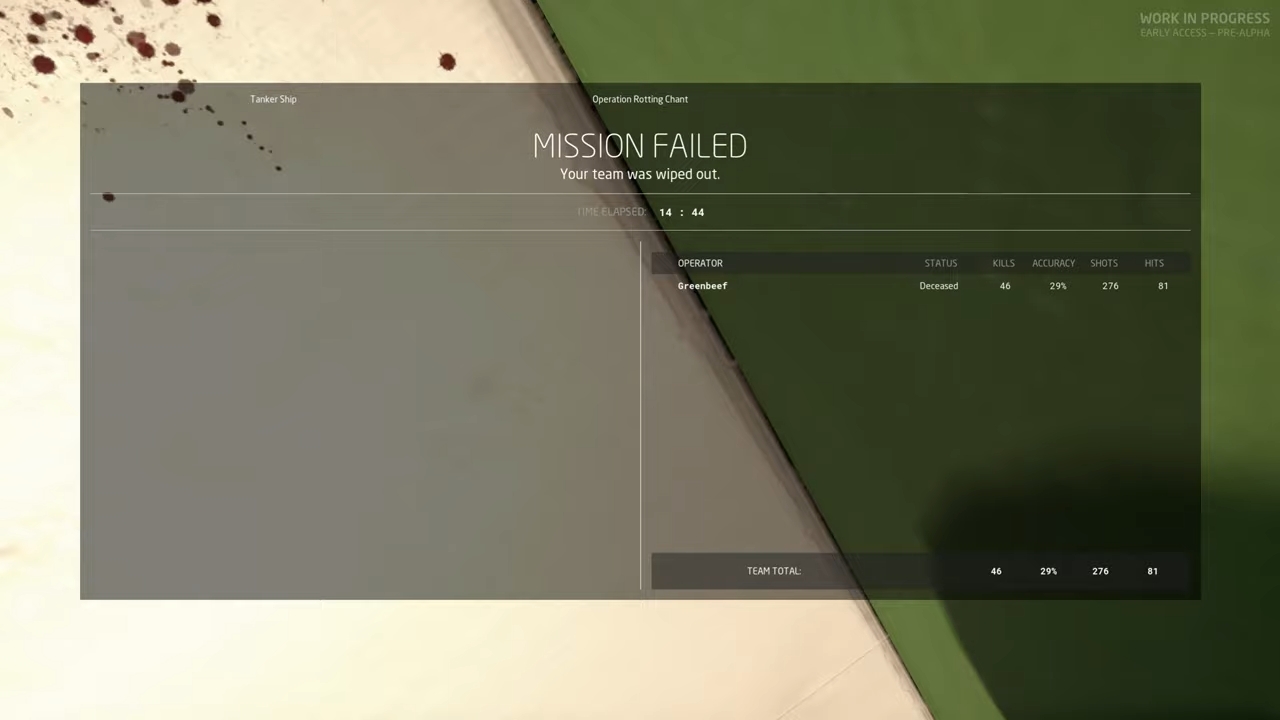 WORK IN PROGRESS
EARLY ACCESS – PRE-ALPHA
Tanker Ship Operation Rotting Chant
MISSION FAILED
Your team was wiped out.
TIME ELAPSED: 14 : 44
OPERATOR STATUS KILLS ACCURACY SHOTS HITS
Greenbeef Deceased 46 29% 276 81
TEAM TOTAL: 46 29% 276 81